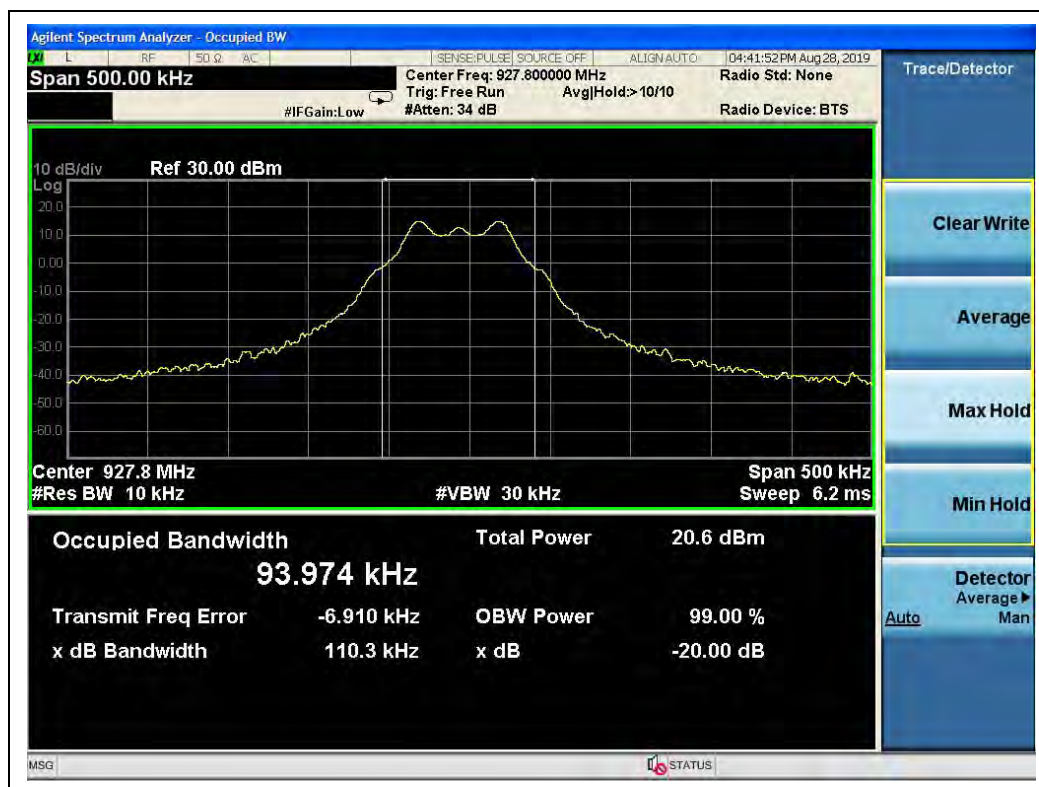 Agilent Spectrum Analyzer - Occupied BW
LXI L RF 50 Ω AC SENSE:PULSE SOURCE OFF ALIGN AUTO 04:41:52 PM Aug 28, 2019
Span 500.00 kHz
Center Freq: 927.800000 MHz
Radio Std: None
Trig: Free Run Avg|Hold:>10/10
#IFGain:Low
#Atten: 34 dB
Radio Device: BTS
10 dB/div Ref 30.00 dBm
Log
20.0
10.0
0.00
-10.0
-20.0
-30.0
-40.0
-50.0
-60.0
Center 927.8 MHz Span 500 kHz
#Res BW 10 kHz #VBW 30 kHz Sweep 6.2 ms
Occupied Bandwidth Total Power 20.6 dBm
93.974 kHz
Transmit Freq Error -6.910 kHz OBW Power 99.00 %
x dB Bandwidth 110.3 kHz x dB -20.00 dB
MSG STATUS
Trace/Detector
Clear Write
Average
Max Hold
Min Hold
Detector
Average
Auto Man